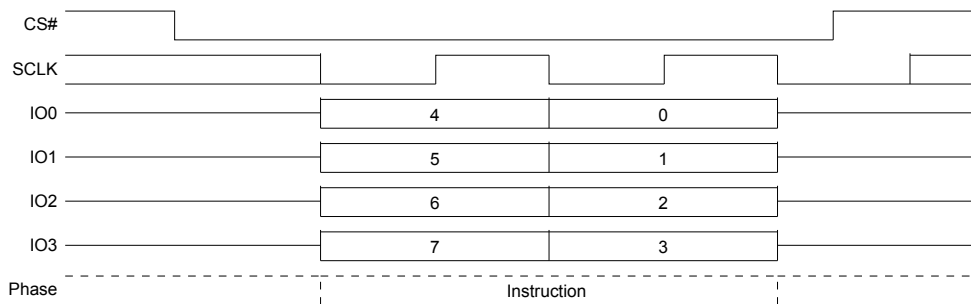 CS#
SCLK
IO0 4 0
IO1 5 1
IO2 6 2
IO3 7 3
Phase Instruction